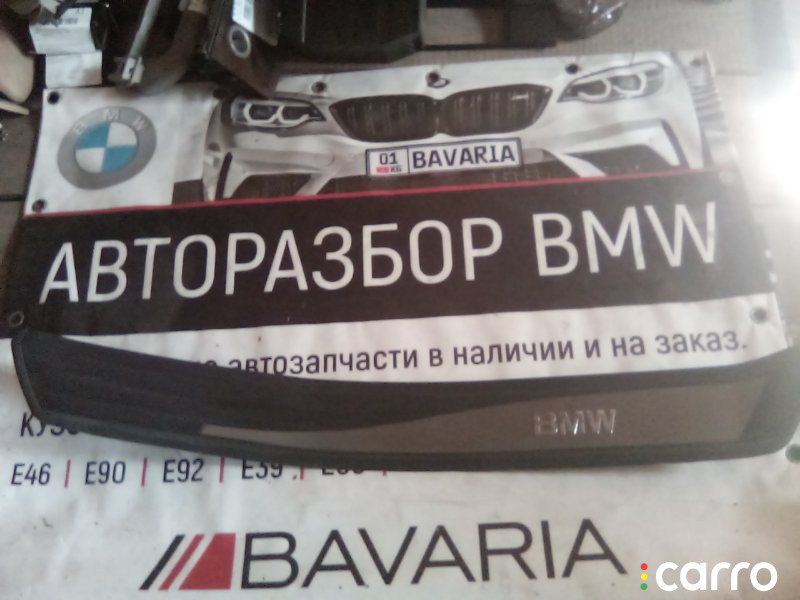 BMW
01 KG BAVARIA
АВТОРАЗБОР BMW
автозапчасти в наличии и на заказ.
BMW
E46 | E90 | E92 | E39 |
BAVARIA
carro